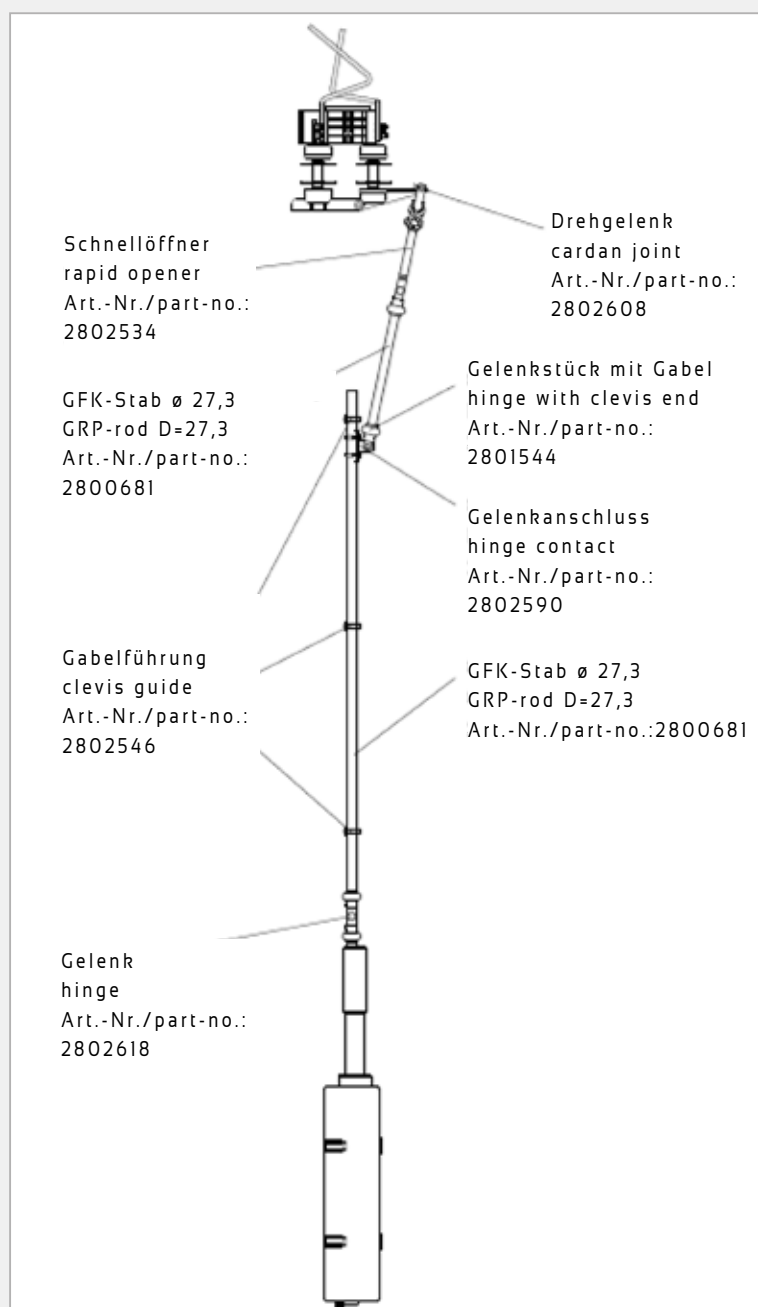 Schnellöffner
rapid opener
Art.-Nr./part-no.:
2802534
Drehgelenk
cardan joint
Art.-Nr./part-no.:
2802608
GFK-Stab ø 27,3
GRP-rod D=27,3
Art.-Nr./part-no.:
2800681
Gelenkstück mit Gabel
hinge with clevis end
Art.-Nr./part-no.:
2801544
Gelenkanschluss
hinge contact
Art.-Nr./part-no.:
2802590
Gabelführung
clevis guide
Art.-Nr./part-no.:
2802546
GFK-Stab ø 27,3
GRP-rod D=27,3
Art.-Nr./part-no.:2800681
Gelenk
hinge
Art.-Nr./part-no.:
2802618